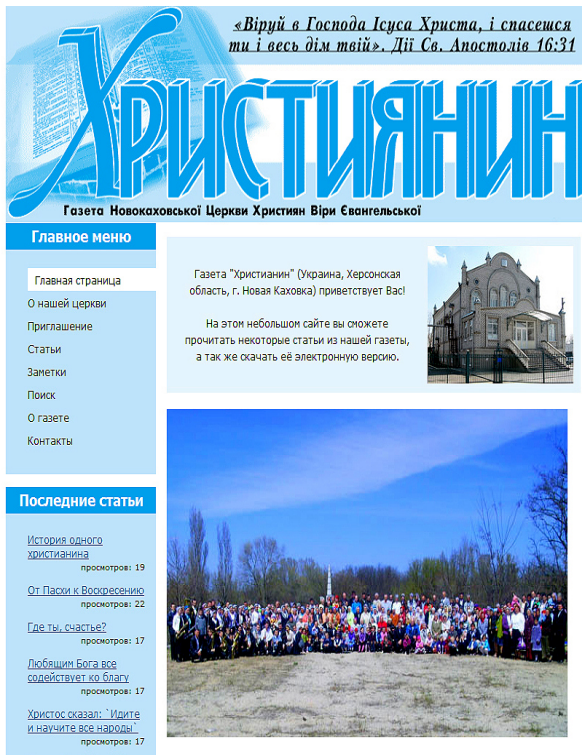 «Віруй в Господа Ісуса Христа, і спасешся
ти і весь дім твій». Дії Св. Апостолів 16:31
Християнин
Газета Новокаховської Церкви Християн Віри Євангельської
Главное меню
Главная страница
О нашей церкви
Приглашение
Статьи
Заметки
Поиск
О газете
Контакты
Газета "Христианин" (Украина, Херсонская
область, г. Новая Каховка) приветствует Вас!
На этом небольшом сайте вы сможете
прочитать некоторые статьи из нашей газеты,
а так же скачать её электронную версию.
Последние статьи
История одного
христианина
просмотров: 19
От Пасхи к Воскресению
просмотров: 22
Где ты, счастье?
просмотров: 17
Любящим Бога все
содействует ко благу
просмотров: 17
Христос сказал: `Идите
и научите все народы`
просмотров: 17